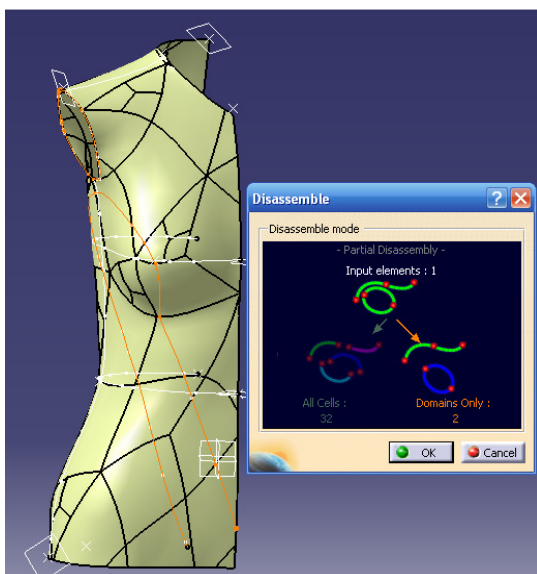 Disassemble
Disassemble mode
- Partial Disassembly -
Input elements : 1
All Cells :
32
Domains Only :
2
OK
Cancel